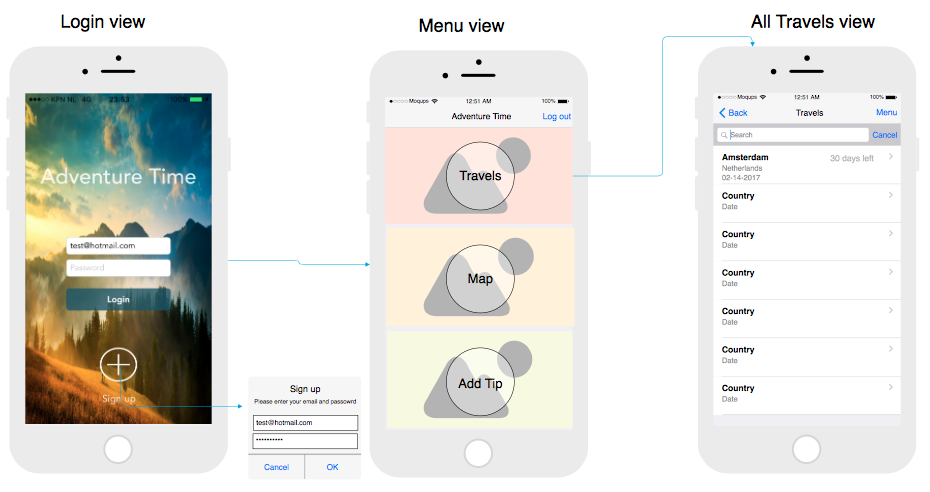 Login view
●●●○○ KPN NL 4G 23:53 100%
Adventure Time
test@hotmail.com
Password
Login
Sign up
Sign up
Please enter your email and passowrd
test@hotmail.com
**********
Cancel OK
Menu view
●○○○○ Moqups 12:51 AM 100%
Adventure Time Log out
Travels
Map
Add Tip
All Travels view
●○○○○ Moqups 12:51 AM 100%
Back Travels Menu
Search Cancel
Amsterdam 30 days left
Netherlands
02-14-2017
Country
Date
Country
Date
Country
Date
Country
Date
Country
Date
Country
Date